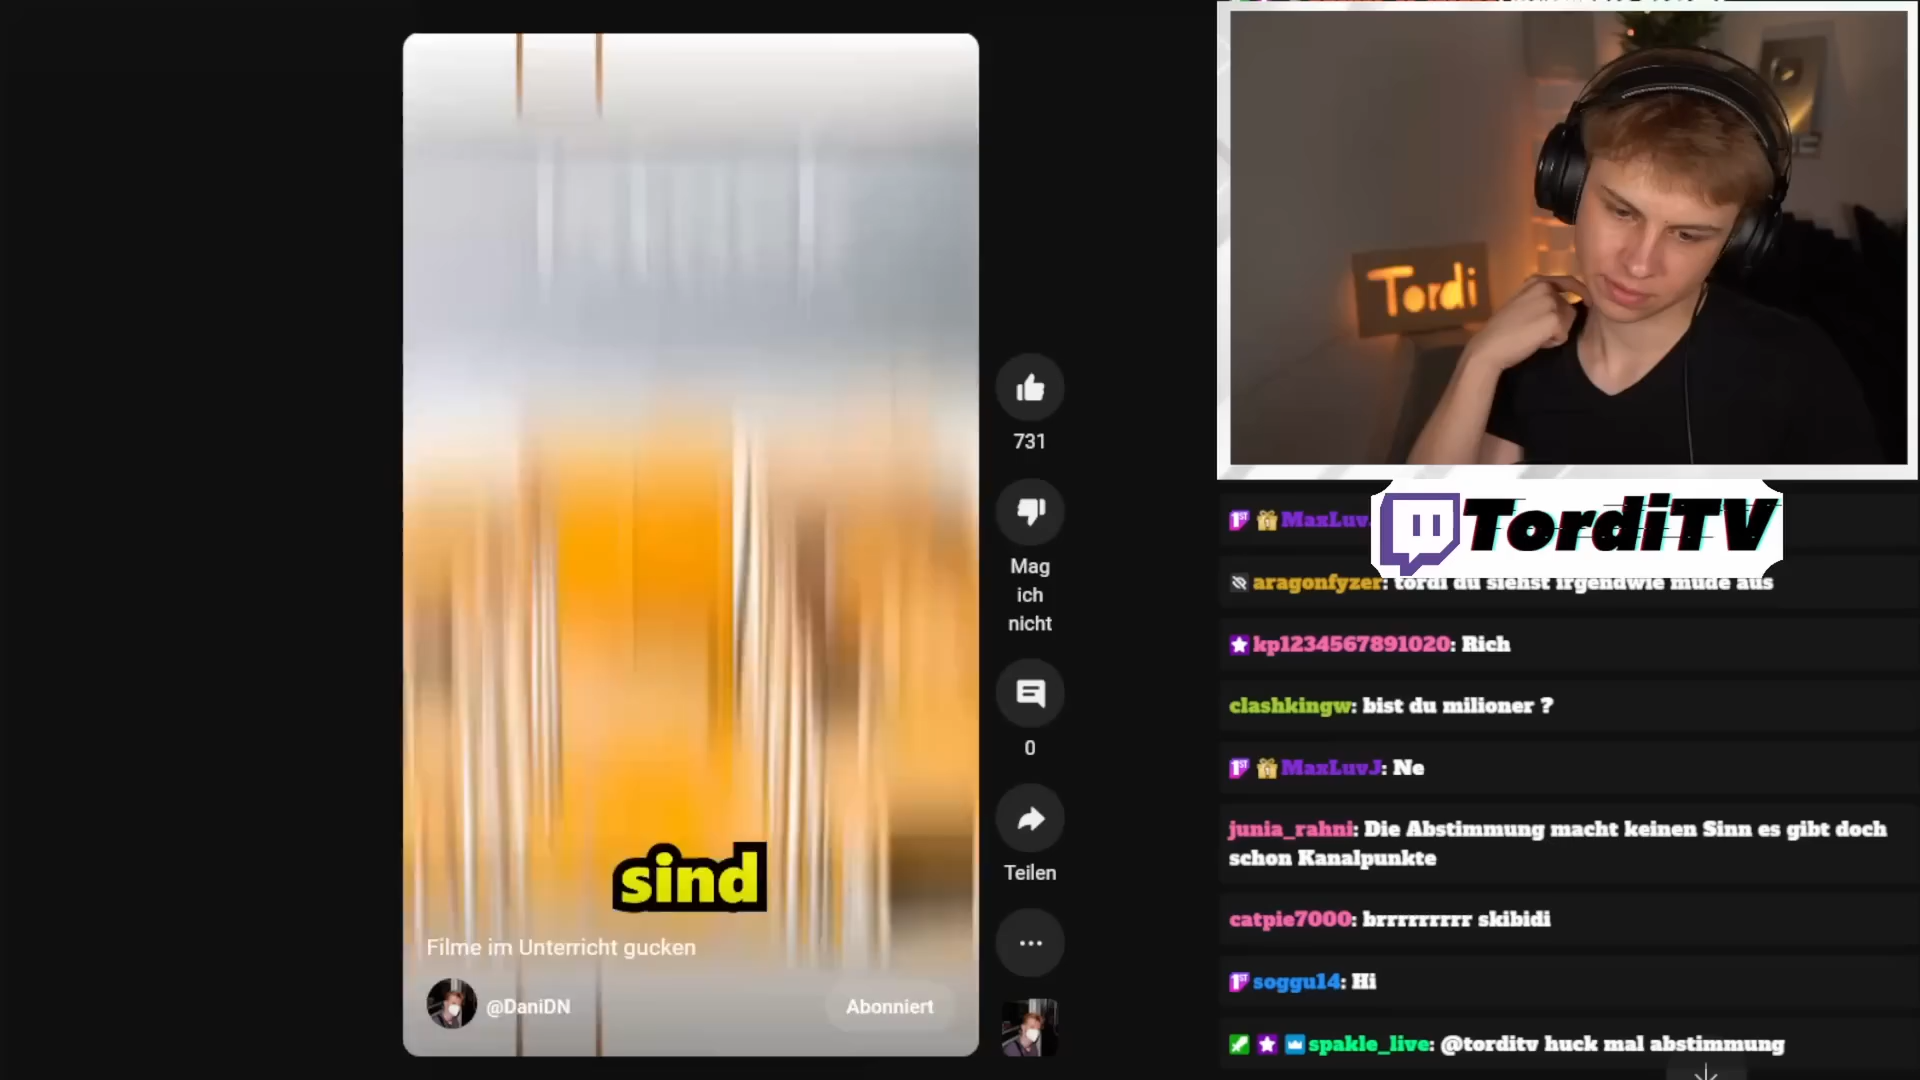 731
Mag
ich
nicht
0
Teilen
sind
Filme im Unterricht gucken
@DaniDN
Abonniert
Tordi
TordiTV
MaxLuv
aragonfyzer: tordi du siehst irgendwie müde aus
kp1234567891020: Rich
clashkingw: bist du milioner ?
MaxLuvJ: Ne
junia_rahni: Die Abstimmung macht keinen Sinn es gibt doch
schon Kanalpunkte
catpie7000: brrrrrrrrr skibidi
soggu14: Hi
spakle_live: @torditv huck mal abstimmung